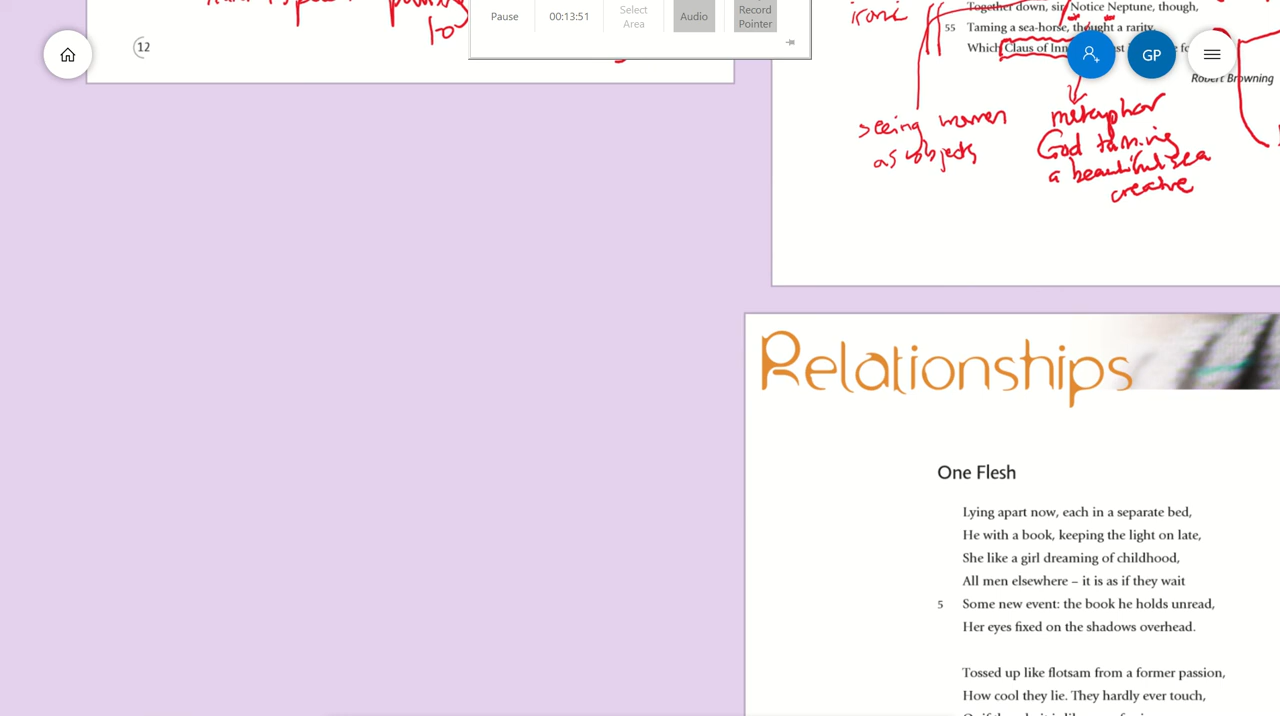 Pause
00:13:51
Select
Area
Audio
Record
Pointer
12
ironic
Together down, sir. Notice Neptune, though,
55 Taming a sea-horse, thought a rarity,
Which Claus of Inn
Robert Browning
GP
seeing women
as objects
metaphor
God taming
a beautiful sea
creative
Relationships
One Flesh
Lying apart now, each in a separate bed,
He with a book, keeping the light on late,
She like a girl dreaming of childhood,
All men elsewhere – it is as if they wait
5 Some new event: the book he holds unread,
Her eyes fixed on the shadows overhead.
Tossed up like flotsam from a former passion,
How cool they lie. They hardly ever touch,